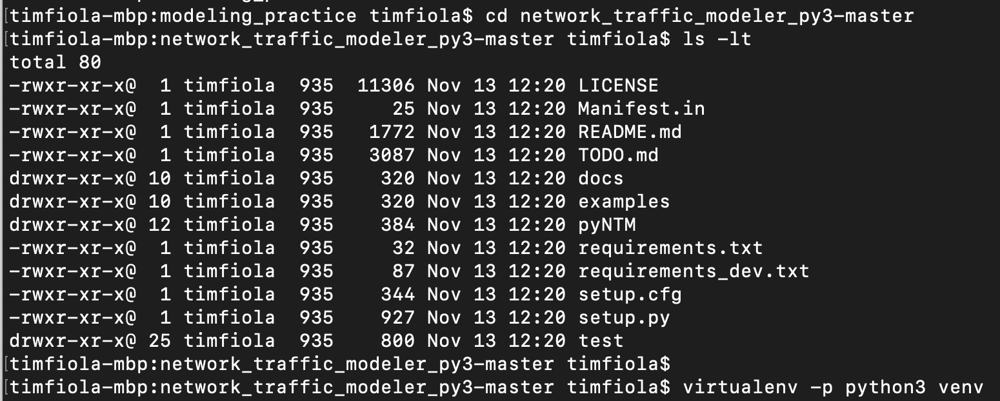 [timfiola-mbp:modeling_practice timfiola$ cd network_traffic_modeler_py3-master
[timfiola-mbp:network_traffic_modeler_py3-master timfiola$ ls -lt
total 80
-rwxr-xr-x@  1 timfiola  935  11306 Nov 13 12:20 LICENSE
-rwxr-xr-x@  1 timfiola  935     25 Nov 13 12:20 Manifest.in
-rwxr-xr-x@  1 timfiola  935   1772 Nov 13 12:20 README.md
-rwxr-xr-x@  1 timfiola  935   3087 Nov 13 12:20 TODO.md
drwxr-xr-x@ 10 timfiola  935    320 Nov 13 12:20 docs
drwxr-xr-x@ 10 timfiola  935    320 Nov 13 12:20 examples
drwxr-xr-x@ 12 timfiola  935    384 Nov 13 12:20 pyNTM
-rwxr-xr-x@  1 timfiola  935     32 Nov 13 12:20 requirements.txt
-rwxr-xr-x@  1 timfiola  935     87 Nov 13 12:20 requirements_dev.txt
-rwxr-xr-x@  1 timfiola  935    344 Nov 13 12:20 setup.cfg
-rwxr-xr-x@  1 timfiola  935    927 Nov 13 12:20 setup.py
drwxr-xr-x@ 25 timfiola  935    800 Nov 13 12:20 test
[timfiola-mbp:network_traffic_modeler_py3-master timfiola$
[timfiola-mbp:network_traffic_modeler_py3-master timfiola$ virtualenv -p python3 venv